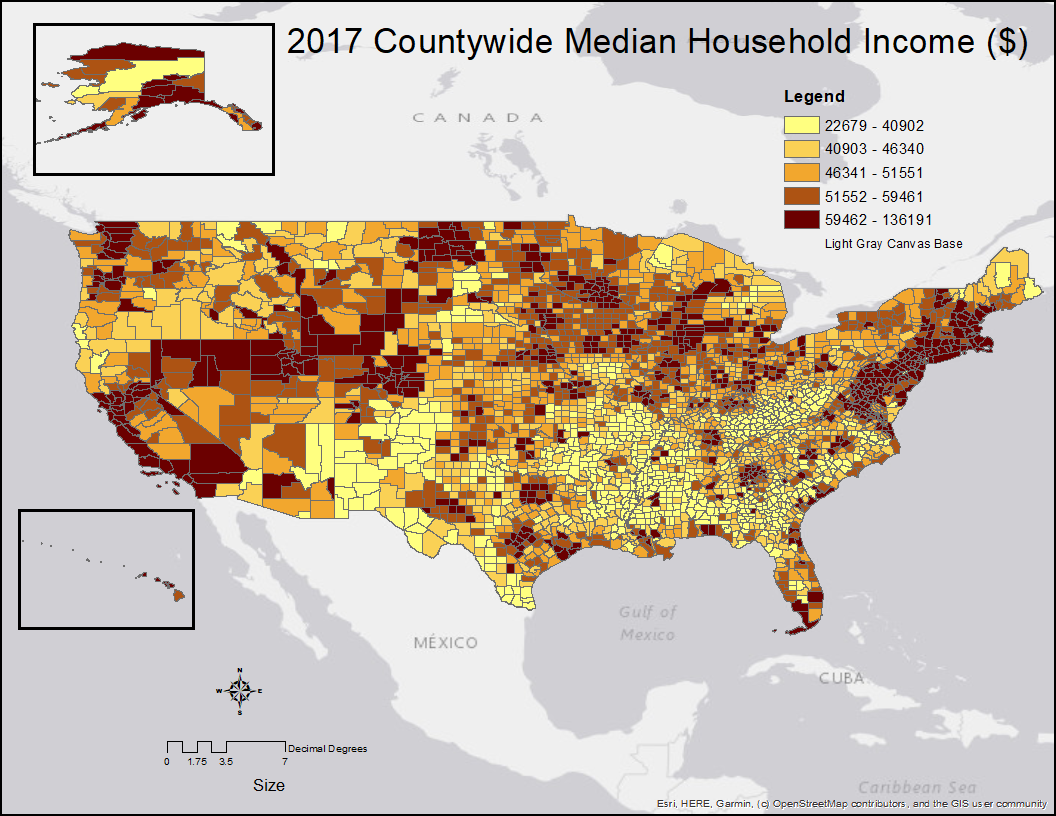 2017 Countywide Median Household Income ($)
Legend
22679 - 40902
40903 - 46340
46341 - 51551
51552 - 59461
59462 - 136191
Light Gray Canvas Base
CANADA
Gulf of
Mexico
MÉXICO
CUBA
N
W E
S
Decimal Degrees
0 1.75 3.5 7
Size
Caribbean Sea
Esri, HERE, Garmin, (c) OpenStreetMap contributors, and the GIS user community